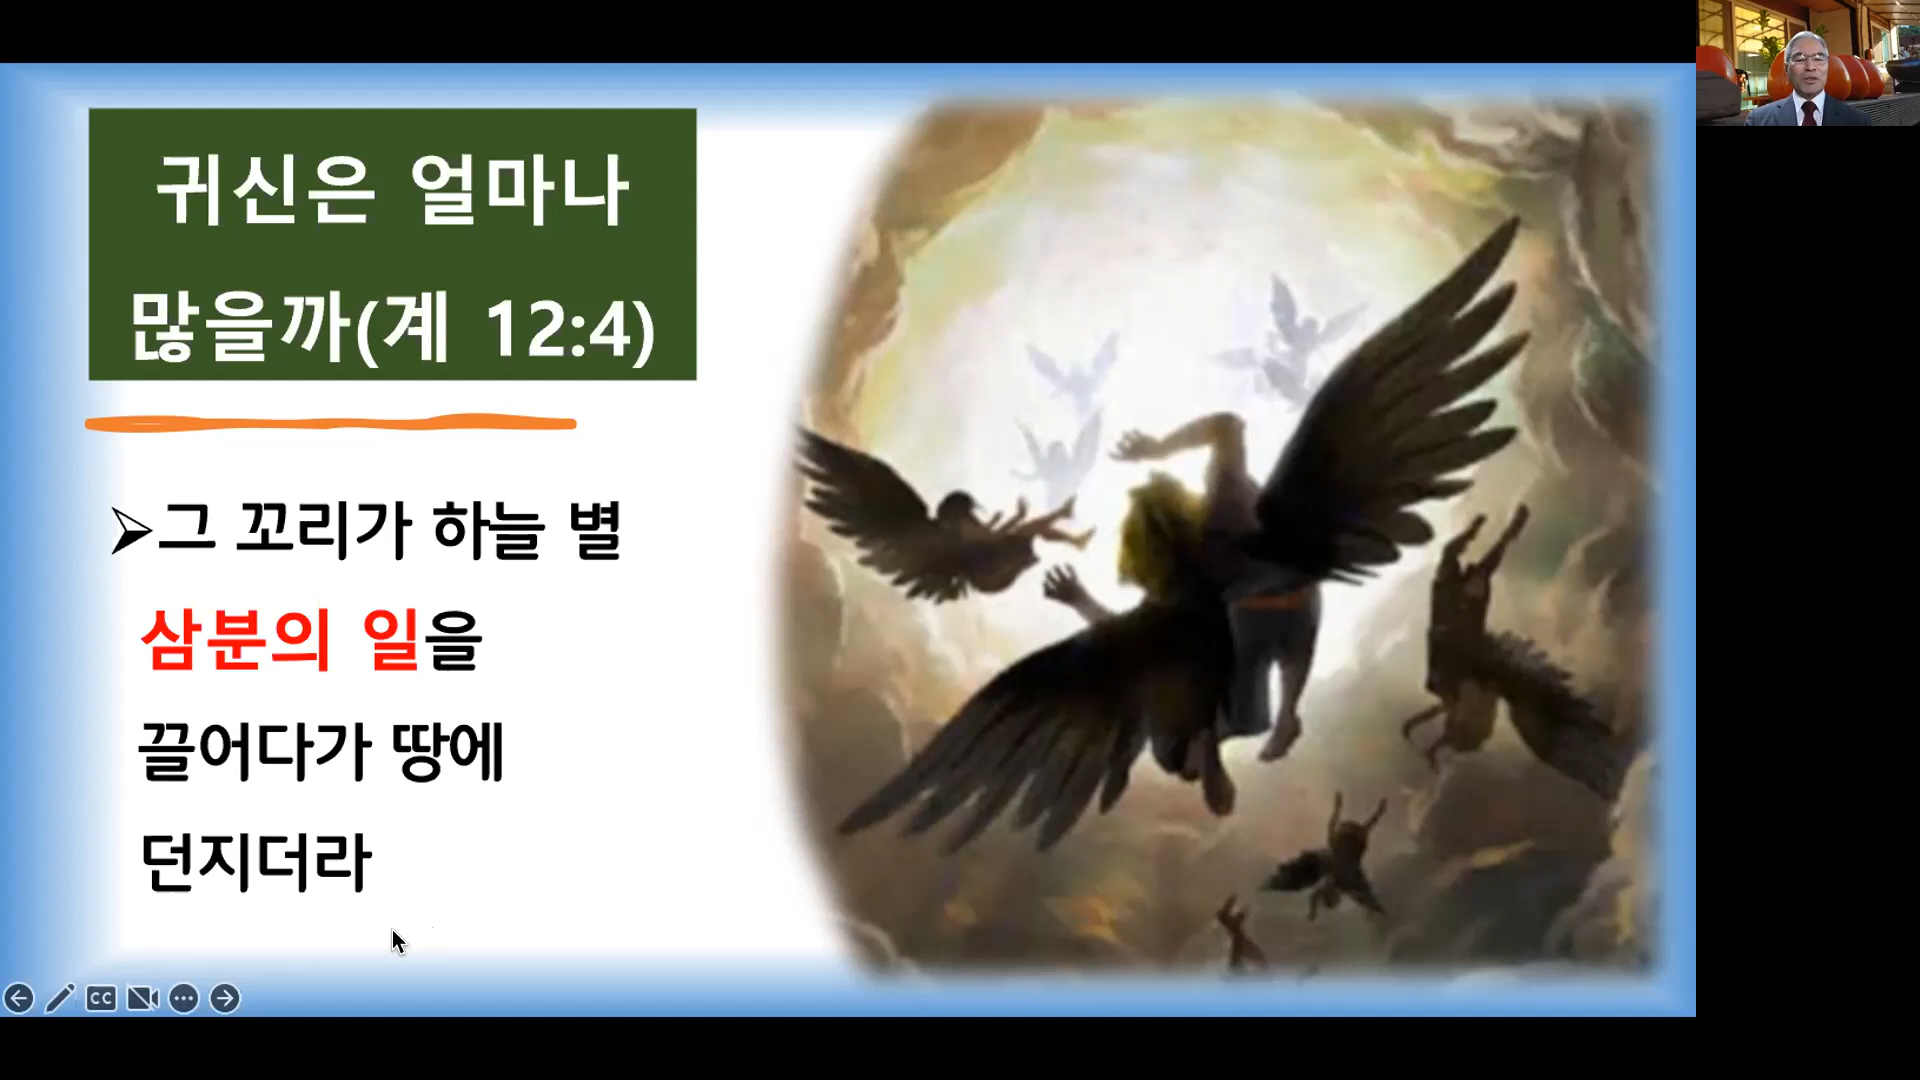 귀신은 얼마나
많을까(계 12:4)
그 꼬리가 하늘 별
삼분의 일을
끌어다가 땅에
던지더라
CC